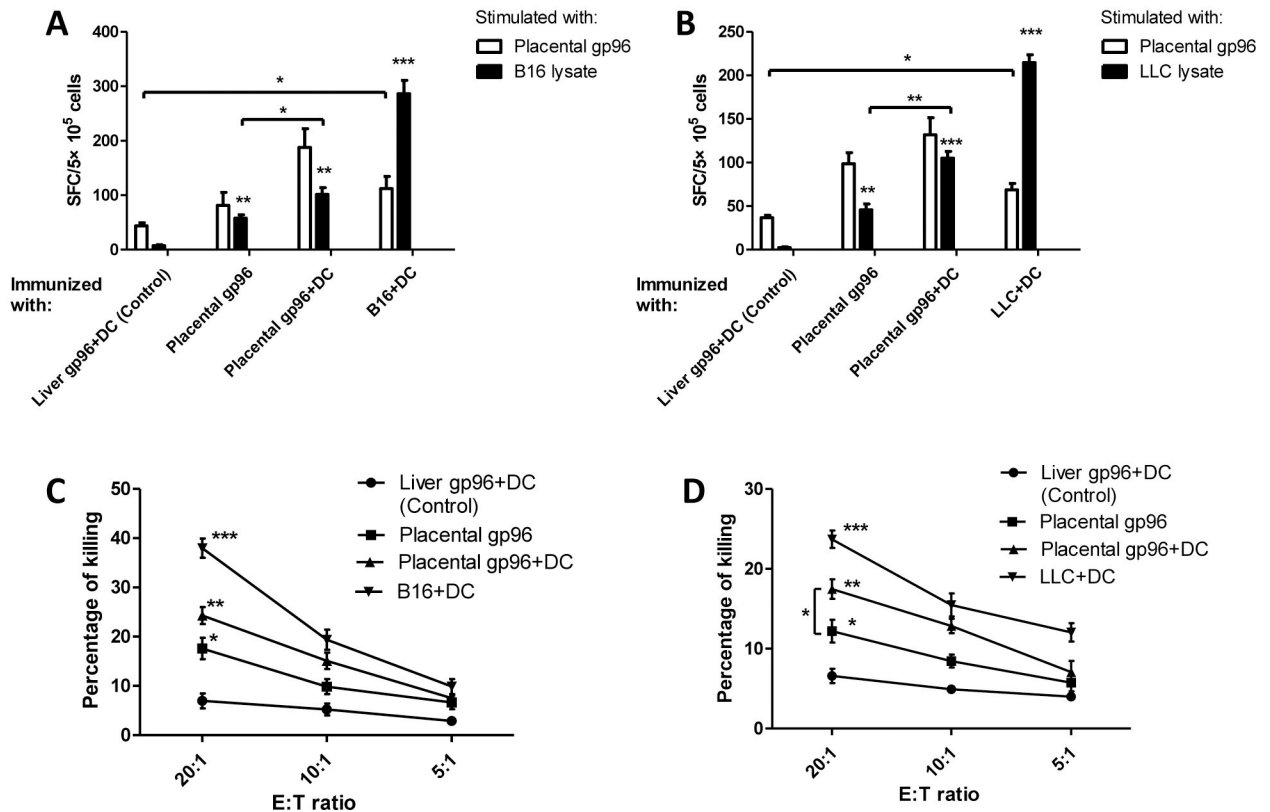 A
Stimulated with:
Placental gp96
B16 lysate
SFC/5× 10⁵ cells
400
300
200
100
0
*
*
**
**
***
Immunized
with:
Liver gp96+DC (Control)
Placental gp96
Placental gp96+DC
B16+DC
B
Stimulated with:
Placental gp96
LLC lysate
SFC/5× 10⁵ cells
250
200
150
100
50
0
*
**
**
***
***
Immunized
with:
Liver gp96+DC (Control)
Placental gp96
Placental gp96+DC
LLC+DC
C
Liver gp96+DC
(Control)
Placental gp96
Placental gp96+DC
B16+DC
Percentage of killing
50
40
30
20
10
0
***
**
*
20:1
10:1
5:1
E:T ratio
D
Liver gp96+DC
(Control)
Placental gp96
Placental gp96+DC
LLC+DC
Percentage of killing
30
20
10
0
***
**
*
*
20:1
10:1
5:1
E:T ratio